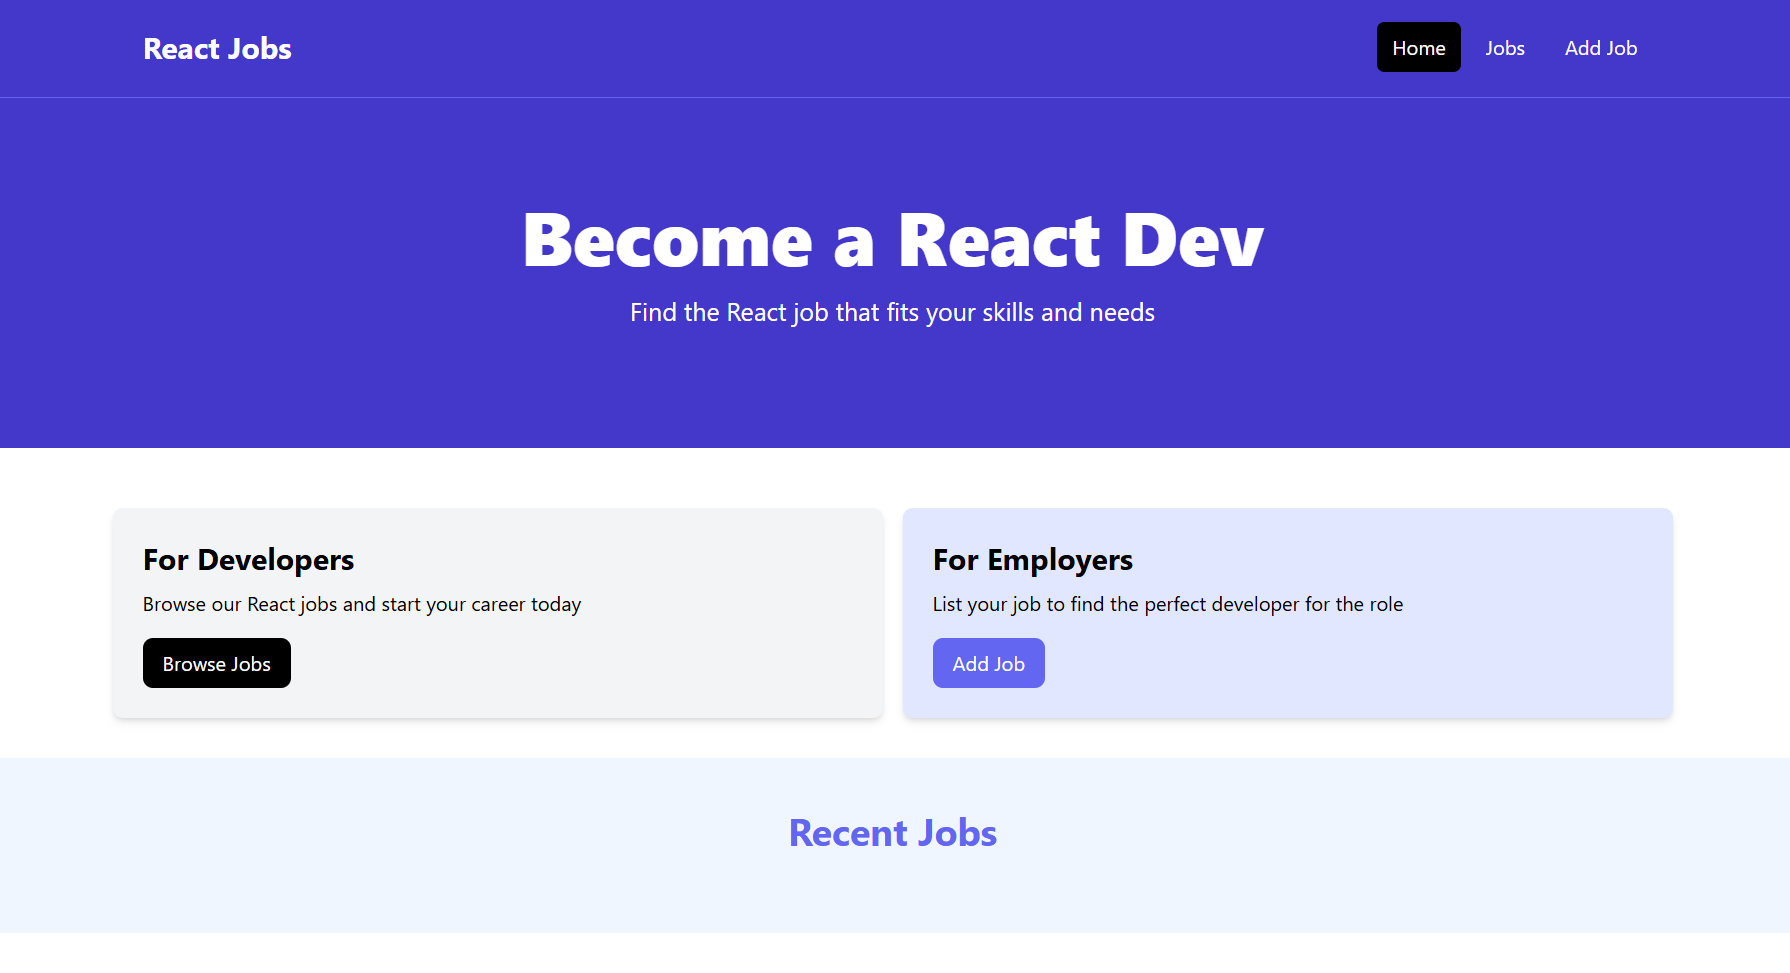 React Jobs
Home
Jobs
Add Job
Become a React Dev
Find the React job that fits your skills and needs
For Developers
Browse our React jobs and start your career today
Browse Jobs
For Employers
List your job to find the perfect developer for the role
Add Job
Recent Jobs